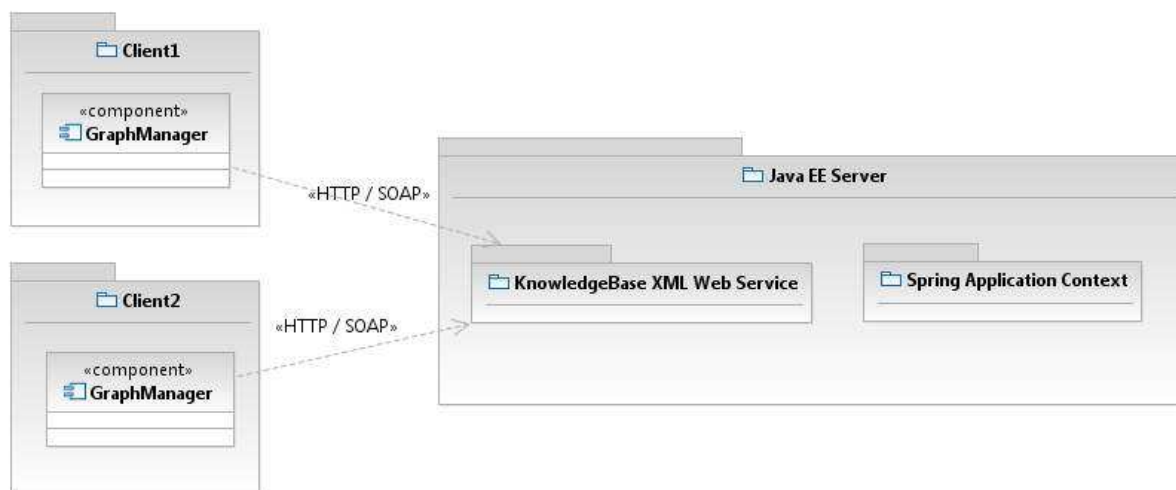 Client1
«component»
GraphManager
«HTTP / SOAP»
Java EE Server
KnowledgeBase XML Web Service
Spring Application Context
Client2
«HTTP / SOAP»
«component»
GraphManager